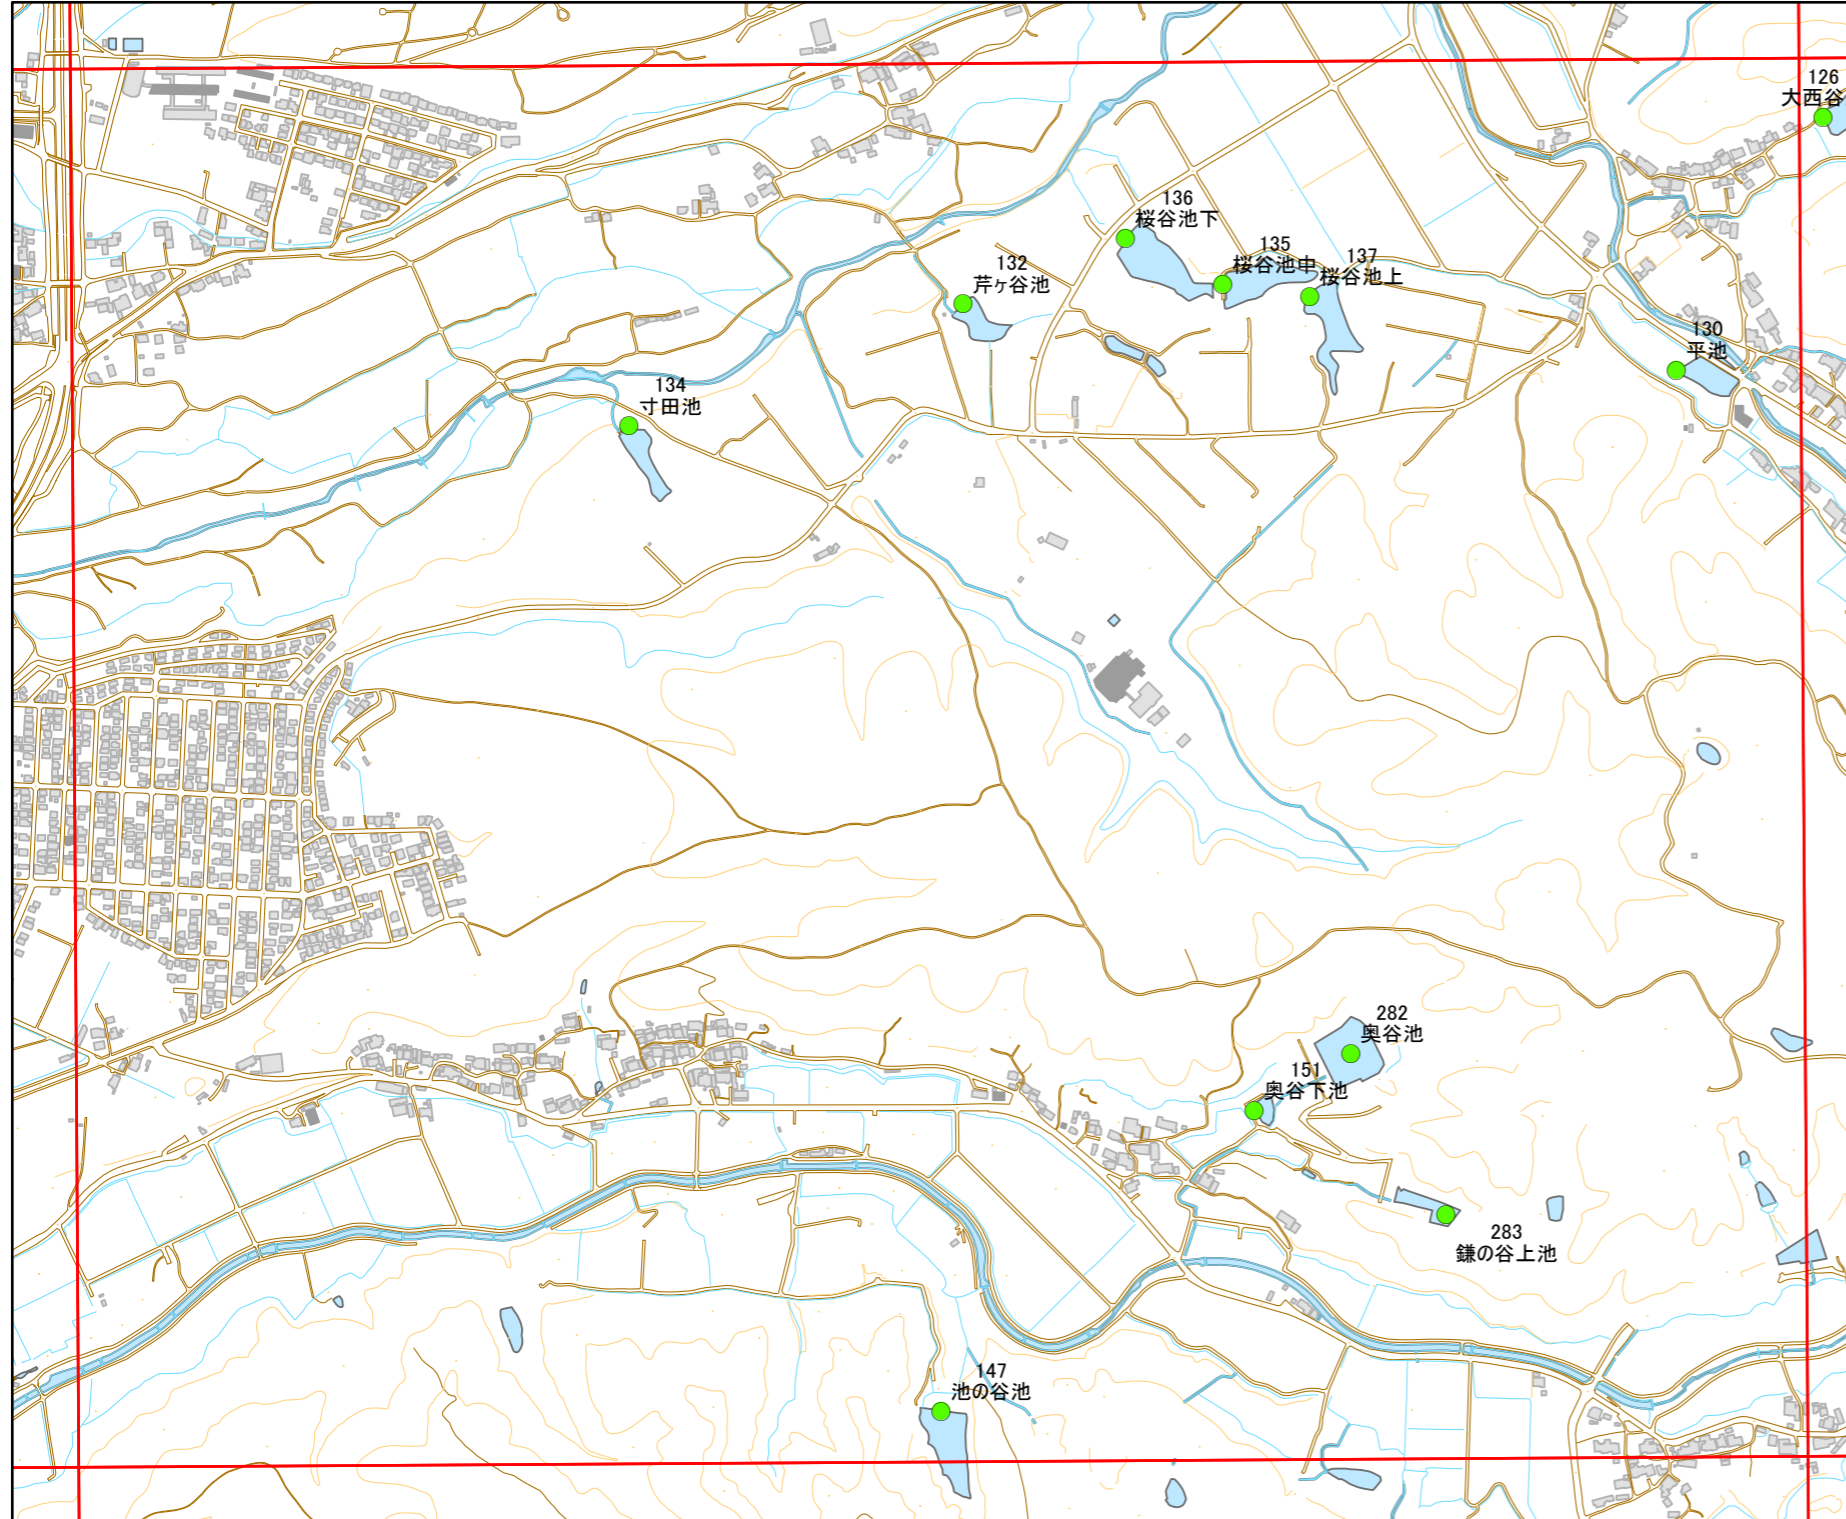 126
大西谷
136
桜谷池下
135
桜谷池中
137
桜谷池上
132
芹ヶ谷池
130
平池
134
寸田池
282
奥谷池
151
奥谷下池
283
鎌の谷上池
147
池の谷池